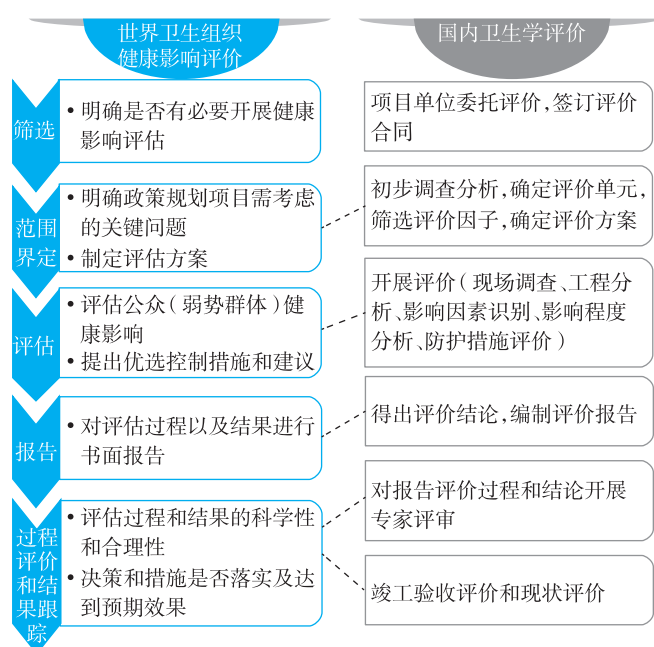 世界卫生组织
健康影响评价
国内卫生学评价
筛选
• 明确是否有必要开展健康
影响评估
项目单位委托评价,签订评价
合同
范围
界定
• 明确政策规划项目需考虑
的关键问题
• 制定评估方案
初步调查分析,确定评价单元,
筛选评价因子,确定评价方案
评估
• 评估公众(弱势群体)健
康影响
• 提出优选控制措施和建议
开展评价(现场调查、工程分
析、影响因素识别、影响程度
分析、防护措施评价)
报告
• 对评估过程以及结果进行
书面报告
得出评价结论,编制评价报告
过程
评价
和结
果跟
踪
• 评估过程和结果的科学性
和合理性
• 决策和措施是否落实及达
到预期效果
对报告评价过程和结论开展
专家评审
竣工验收评价和现状评价